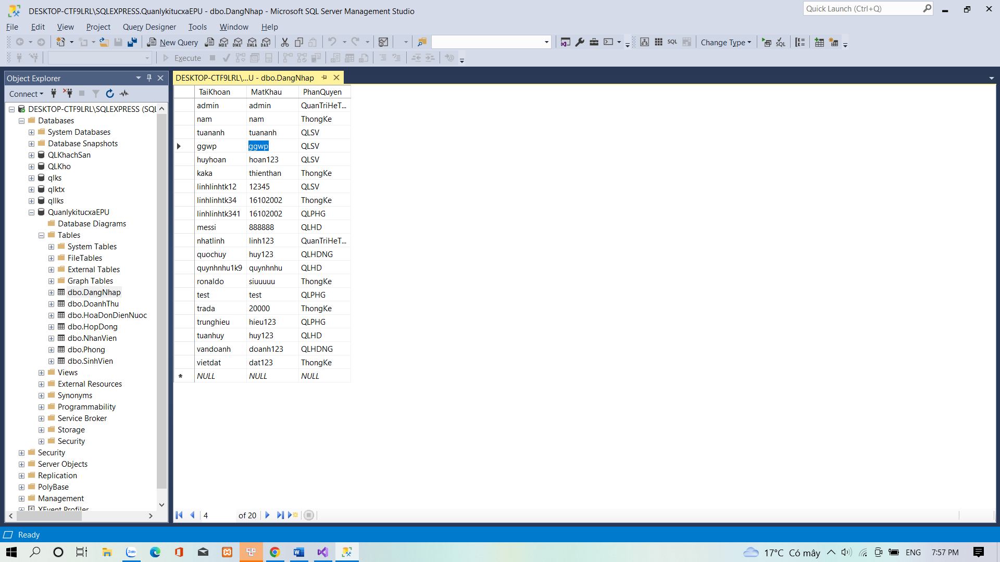 DESKTOP-CTF9LRL\SQLEXPRESS.QuanlykitucxaEPU - dbo.DangNhap - Microsoft SQL Server Management Studio
Quick Launch (Ctrl+Q)
File Edit View Project Query Designer Tools Window Help
New Query MDX DMX XMLA DAX SQL Change Type SQL
Execute
Object Explorer
Connect
DESKTOP-CTF9LRL\SQLEXPRESS (SQL
Databases
System Databases
Database Snapshots
QLKhachSan
QLKho
qlks
qlktx
qllks
QuanlykitucxaEPU
Database Diagrams
Tables
System Tables
FileTables
External Tables
Graph Tables
dbo.DangNhap
dbo.DoanhThu
dbo.HoaDonDienNuoc
dbo.HopDong
dbo.NhanVien
dbo.Phong
dbo.SinhVien
Views
External Resources
Synonyms
Programmability
Service Broker
Storage
Security
Security
Server Objects
Replication
PolyBase
Management
XEvent Profiler
DESKTOP-CTF9LRL\...U - dbo.DangNhap
TaiKhoan MatKhau PhanQuyen
admin admin QuanTriHeT...
nam nam ThongKe
tuananh tuananh QLSV
ggwp ggwp QLSV
huyhoan hoan123 QLSV
kaka thienthan ThongKe
linhlinhtk12 12345 QLSV
linhlinhtk34 16102002 ThongKe
linhlinhtk341 16102002 QLPHG
messi 888888 QLHD
nhatlinh linh123 QuanTriHeT...
quochuy huy123 QLHDNG
quynhnhu1k9 quynhnhu QLHD
ronaldo siuuuuu ThongKe
test test QLPHG
trada 20000 ThongKe
trunghieu hieu123 QLPHG
tuanhuy huy123 QLHD
vandoanh doanh123 QLHDNG
vietdat dat123 ThongKe
NULL NULL NULL
4 of 20
Ready
Zalo
17°C Có mây ENG 7:57 PM